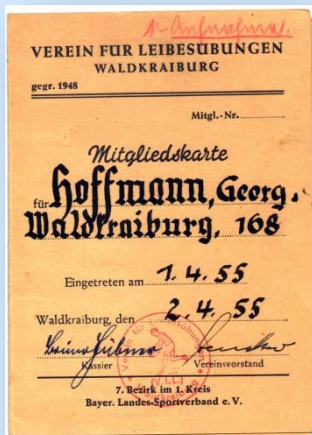 1. Aufnahme.
VEREIN FÜR LEIBESÜBUNGEN
WALDKRAIBURG
gegr. 1948
Mitgl.-Nr.
Mitgliedskarte
für Hoffmann, Georg.
Waldkraiburg, 168
Eingetreten am 1. 4. 55
Waldkraiburg, den 2. 4. 55
Kassier Vereinsvorstand
7. Bezirk im 1. Kreis
Bayer. Landes-Sportverband e. V.